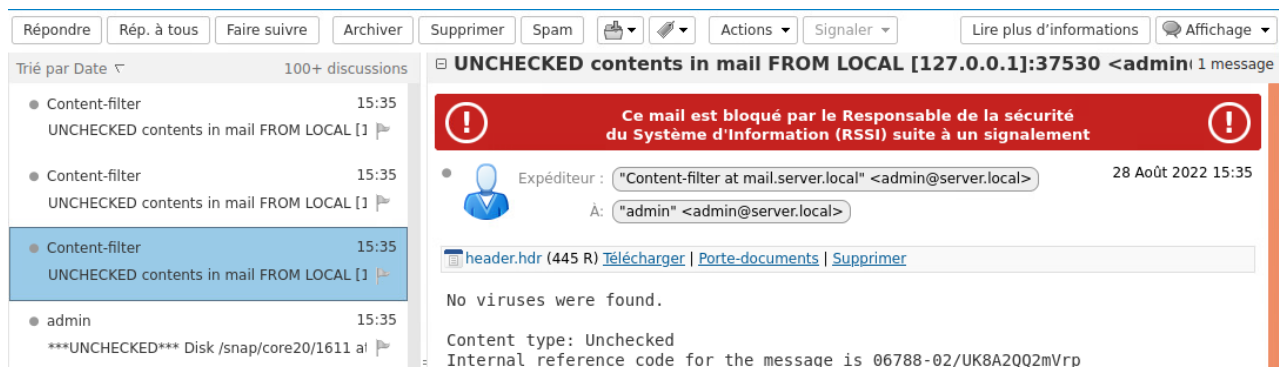 Répondre Rép. à tous Faire suivre Archiver Supprimer Spam Actions Signaler Lire plus d'informations Affichage
Trié par Date 100+ discussions
Content-filter 15:35
UNCHECKED contents in mail FROM LOCAL [1
Content-filter 15:35
UNCHECKED contents in mail FROM LOCAL [1
Content-filter 15:35
UNCHECKED contents in mail FROM LOCAL [1
admin 15:35
***UNCHECKED*** Disk /snap/core20/1611 at
UNCHECKED contents in mail FROM LOCAL [127.0.0.1]:37530 <admin 1 message
Ce mail est bloqué par le Responsable de la sécurité
du Système d'Information (RSSI) suite à un signalement
Expéditeur : "Content-filter at mail.server.local" <admin@server.local> 28 Août 2022 15:35
À: "admin" <admin@server.local>
header.hdr (445 R) Télécharger | Porte-documents | Supprimer
No viruses were found.
Content type: Unchecked
Internal reference code for the message is 06788-02/UK8A2QQ2mVrp